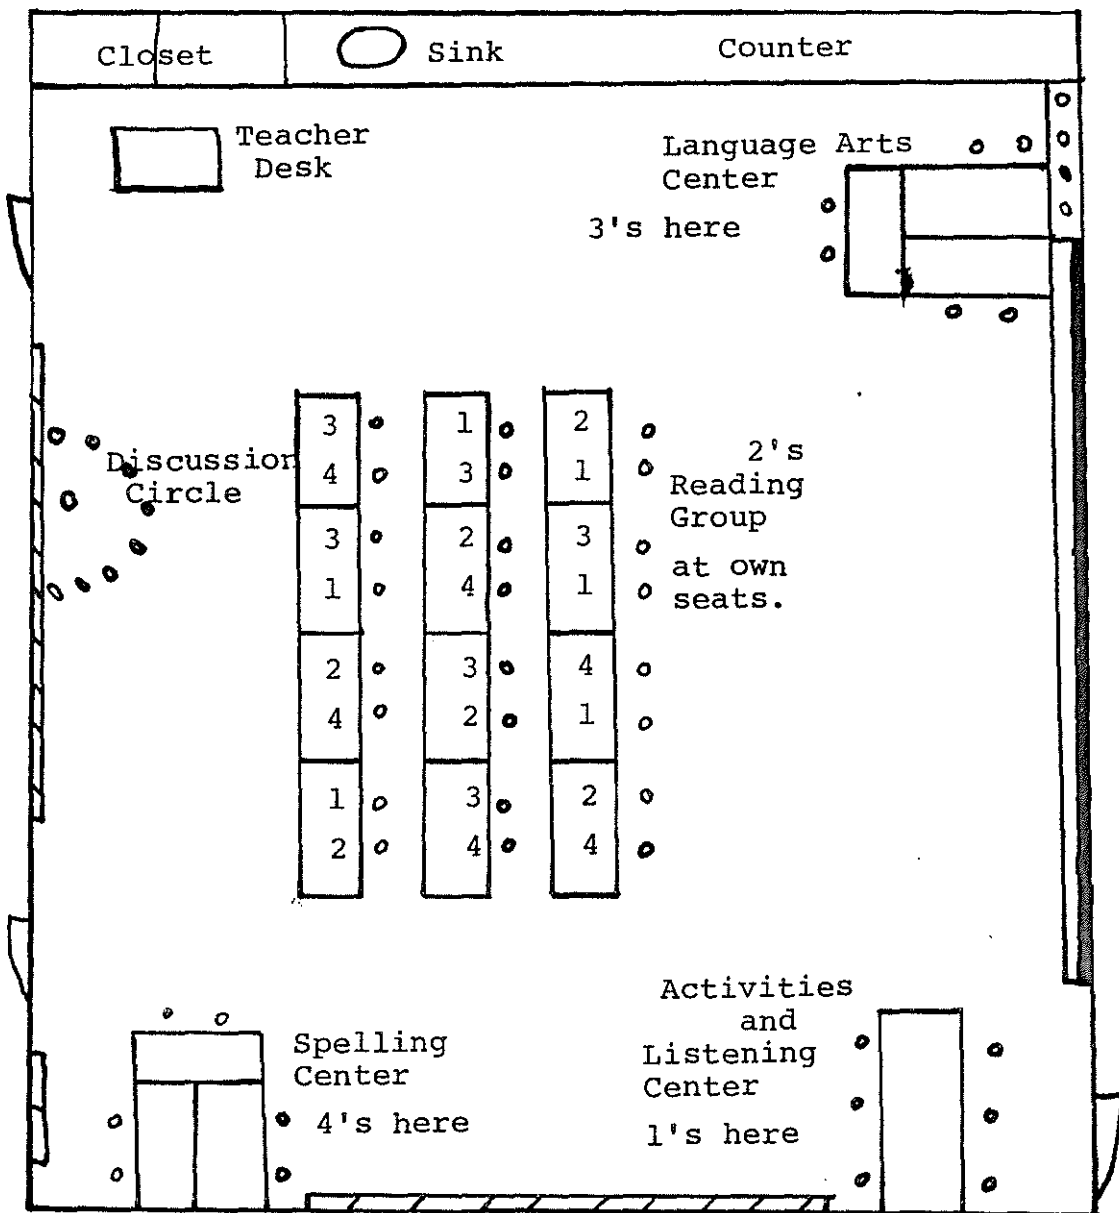 Closet Sink Counter
Teacher
Desk
Language Arts
Center
3's here
3 1 2
4 3 1
3 2 3
1 4 1
2 3 4
4 2 1
1 3 2
2 4 4
Discussion
Circle
2's
Reading
Group
at own
seats.
Spelling
Center
4's here
Activities
and
Listening
Center
1's here